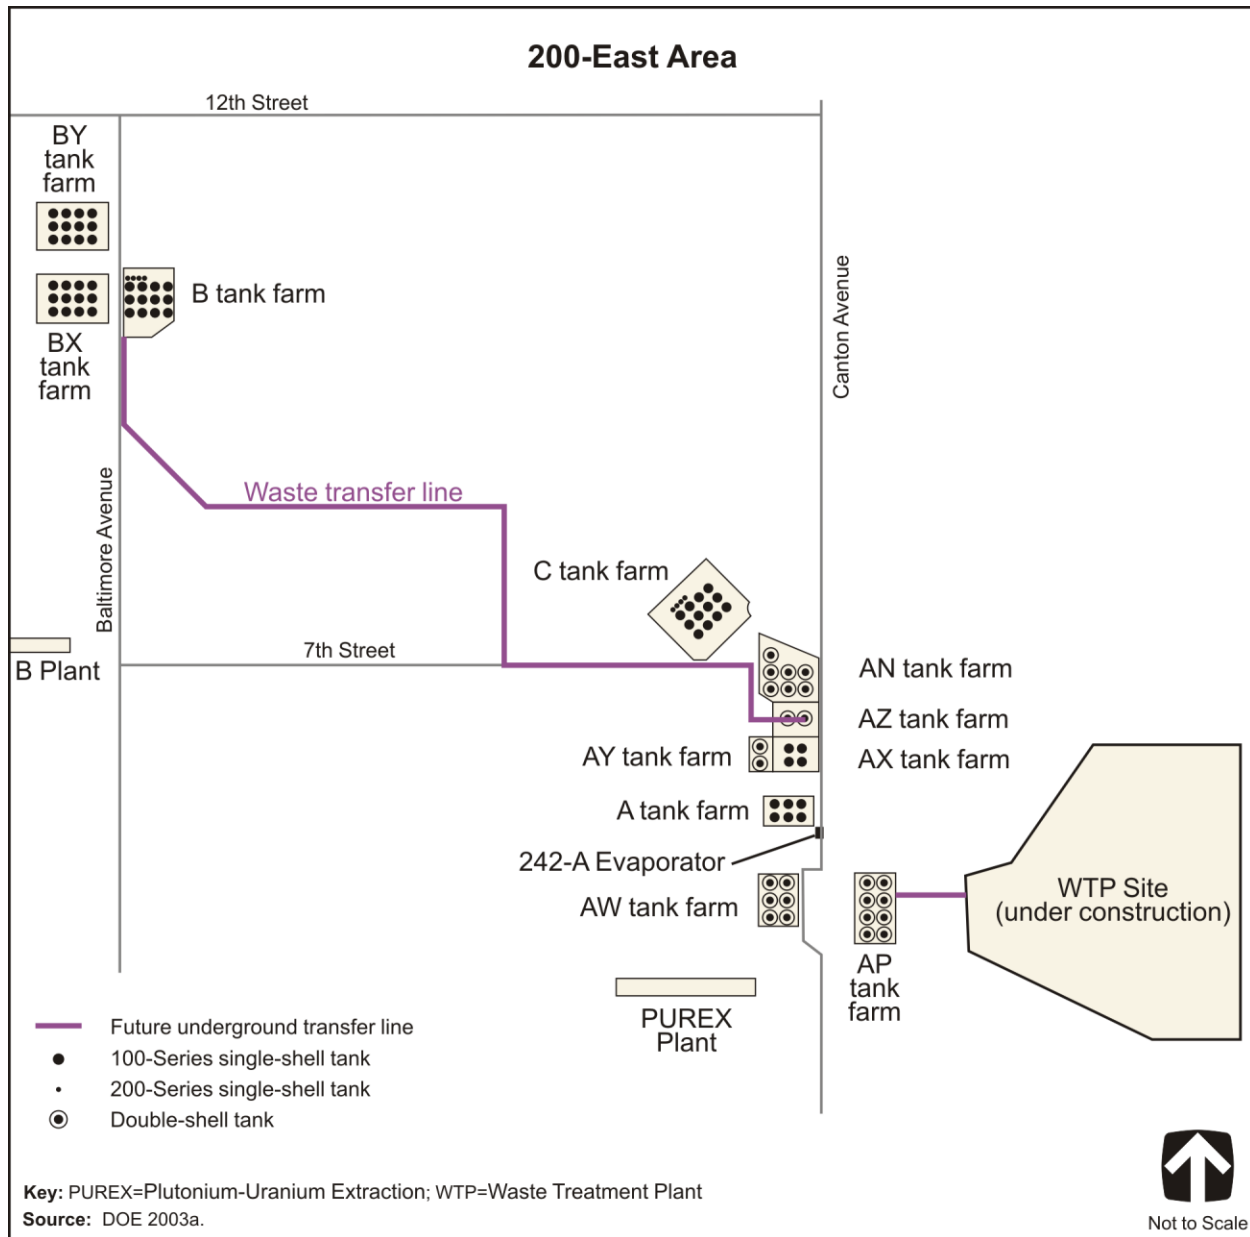 200-East Area
12th Street
BY
tank
farm
B tank farm
BX
tank
farm
Canton Avenue
Baltimore Avenue
Waste transfer line
C tank farm
7th Street
B Plant
AN tank farm
AZ tank farm
AY tank farm
AX tank farm
A tank farm
242-A Evaporator
AW tank farm
WTP Site
(under construction)
AP
tank
farm
PUREX
Plant
Future underground transfer line
100-Series single-shell tank
200-Series single-shell tank
Double-shell tank
Key: PUREX=Plutonium-Uranium Extraction; WTP=Waste Treatment Plant
Source: DOE 2003a.
Not to Scale